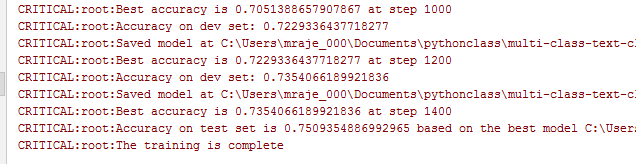 CRITICAL:root:Best accuracy is 0.7051388657907867 at step 1000
CRITICAL:root:Accuracy on dev set: 0.7229336437718277
CRITICAL:root:Saved model at C:\Users\mraje_000\Documents\pythonclass\multi-class-text-cl
CRITICAL:root:Best accuracy is 0.7229336437718277 at step 1200
CRITICAL:root:Accuracy on dev set: 0.7354066189921836
CRITICAL:root:Saved model at C:\Users\mraje_000\Documents\pythonclass\multi-class-text-cl
CRITICAL:root:Best accuracy is 0.7354066189921836 at step 1400
CRITICAL:root:Accuracy on test set is 0.7509354886992965 based on the best model C:\Users
CRITICAL:root:The training is complete